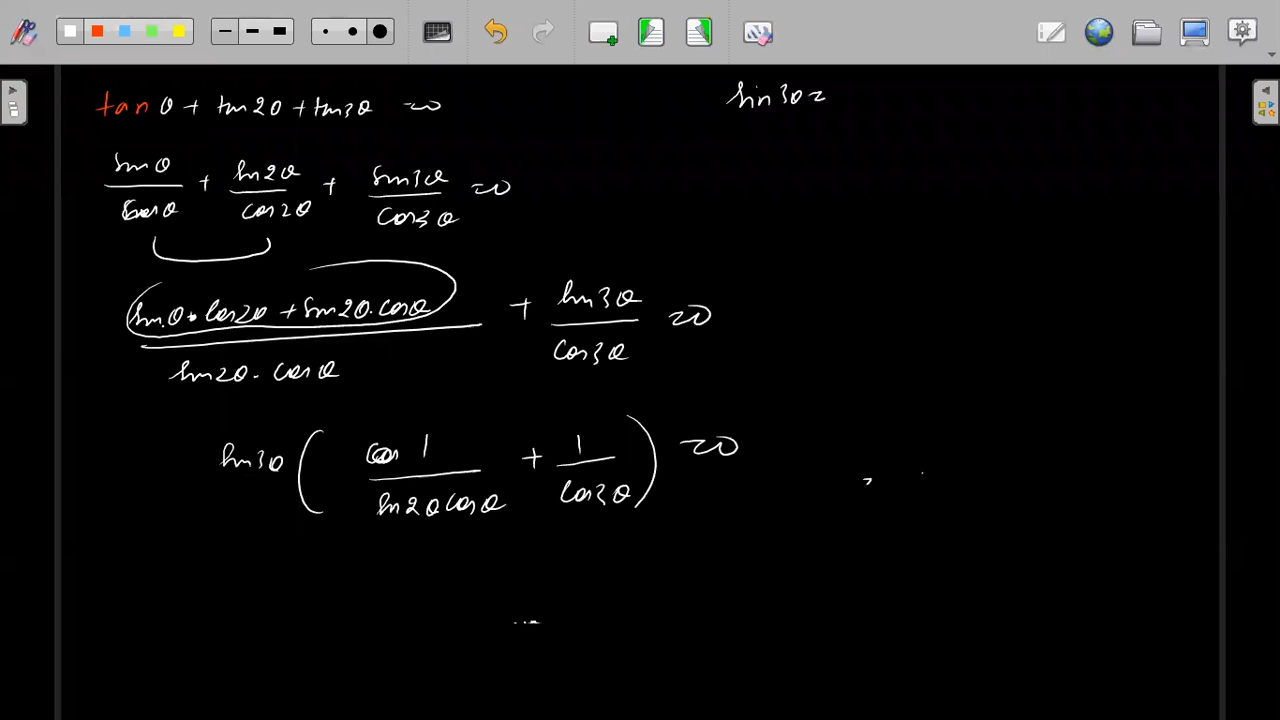 tan θ + tan 2θ + tan 3θ = 0
sin 3θ =
sin θ / cos θ + sin 2θ / cos 2θ + sin 3θ / cos 3θ = 0
sin θ · cos 2θ + sin 2θ · cos θ / sin 2θ · cos θ + sin 3θ / cos 3θ = 0
sin 3θ ( 1 / sin 2θ cos θ + 1 / cos 3θ ) = 0